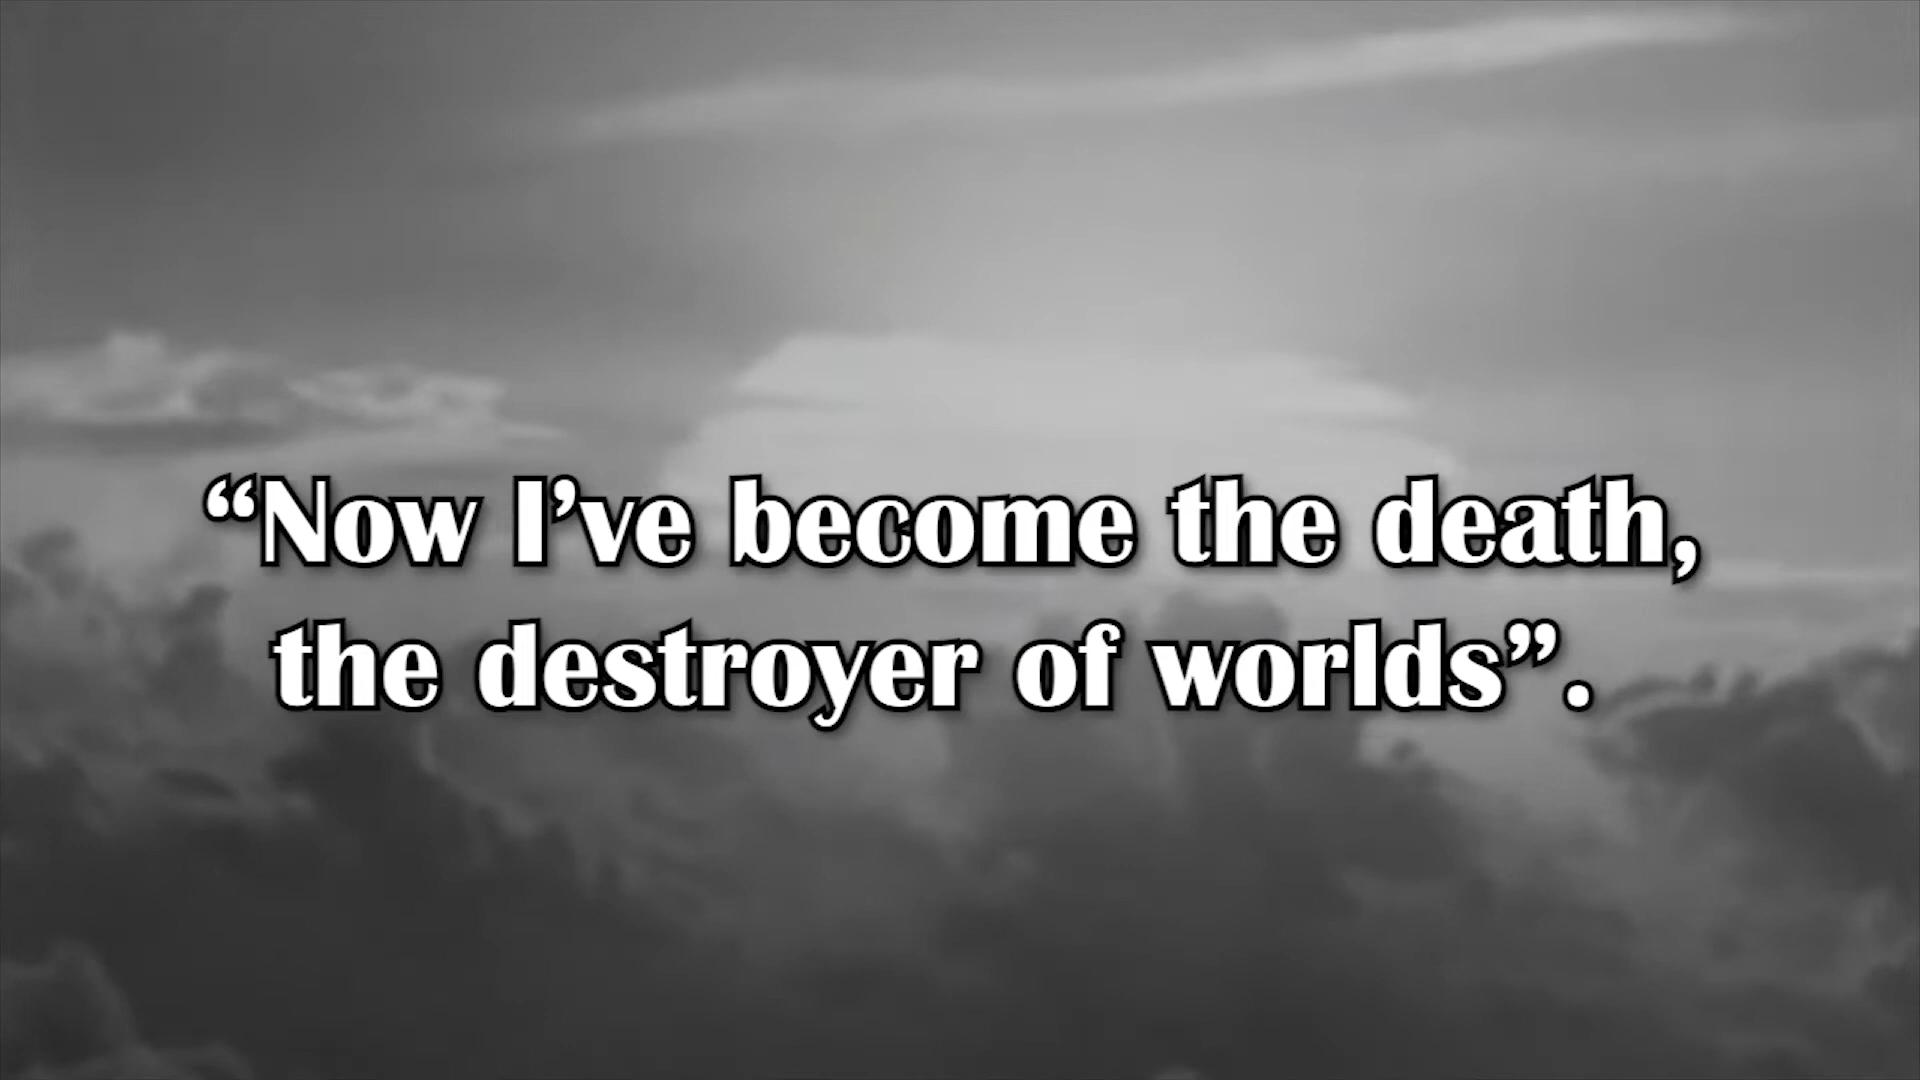 “Now I’ve become the death,
the destroyer of worlds”.